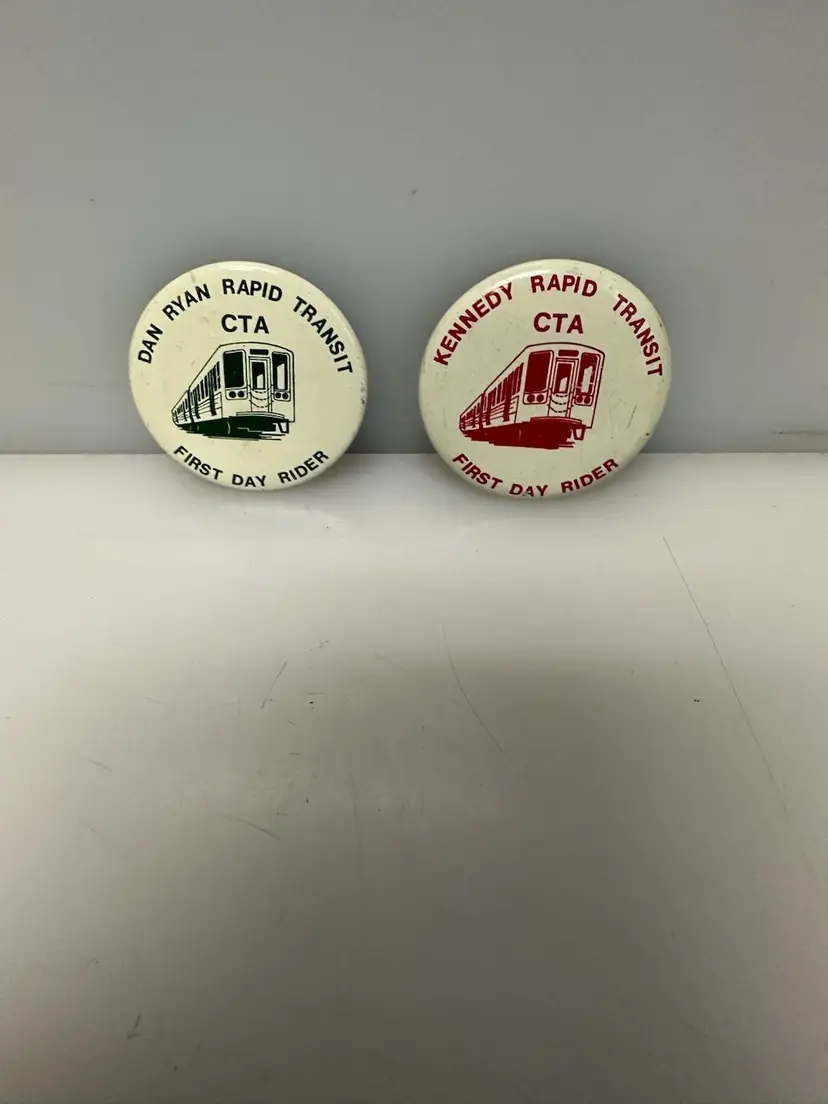 DAN RYAN RAPID TRANSIT
CTA
FIRST DAY RIDER
KENNEDY RAPID TRANSIT
CTA
FIRST DAY RIDER